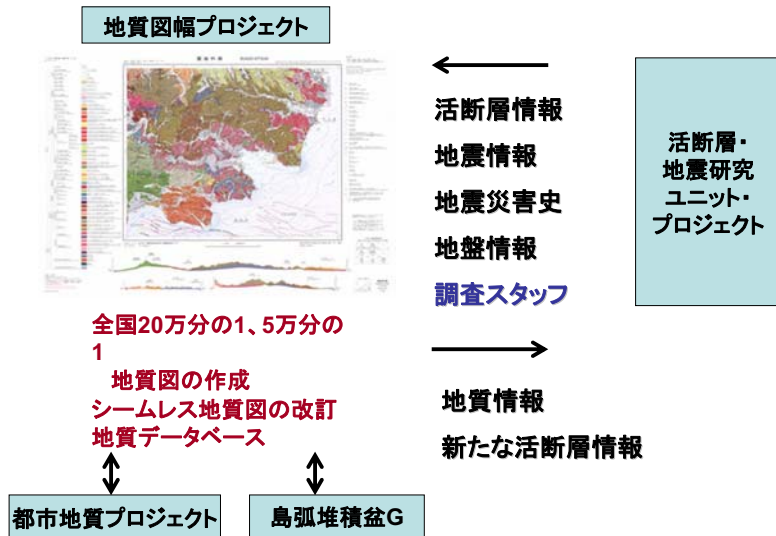 地質図幅プロジェクト
活断層情報
地震情報
地震災害史
地盤情報
調査スタッフ
活断層・
地震研究
ユニット・
プロジェクト
全国20万分の1、5万分の
1
地質図の作成
シームレス地質図の改訂
地質データベース
地質情報
新たな活断層情報
都市地質プロジェクト
島弧堆積盆G